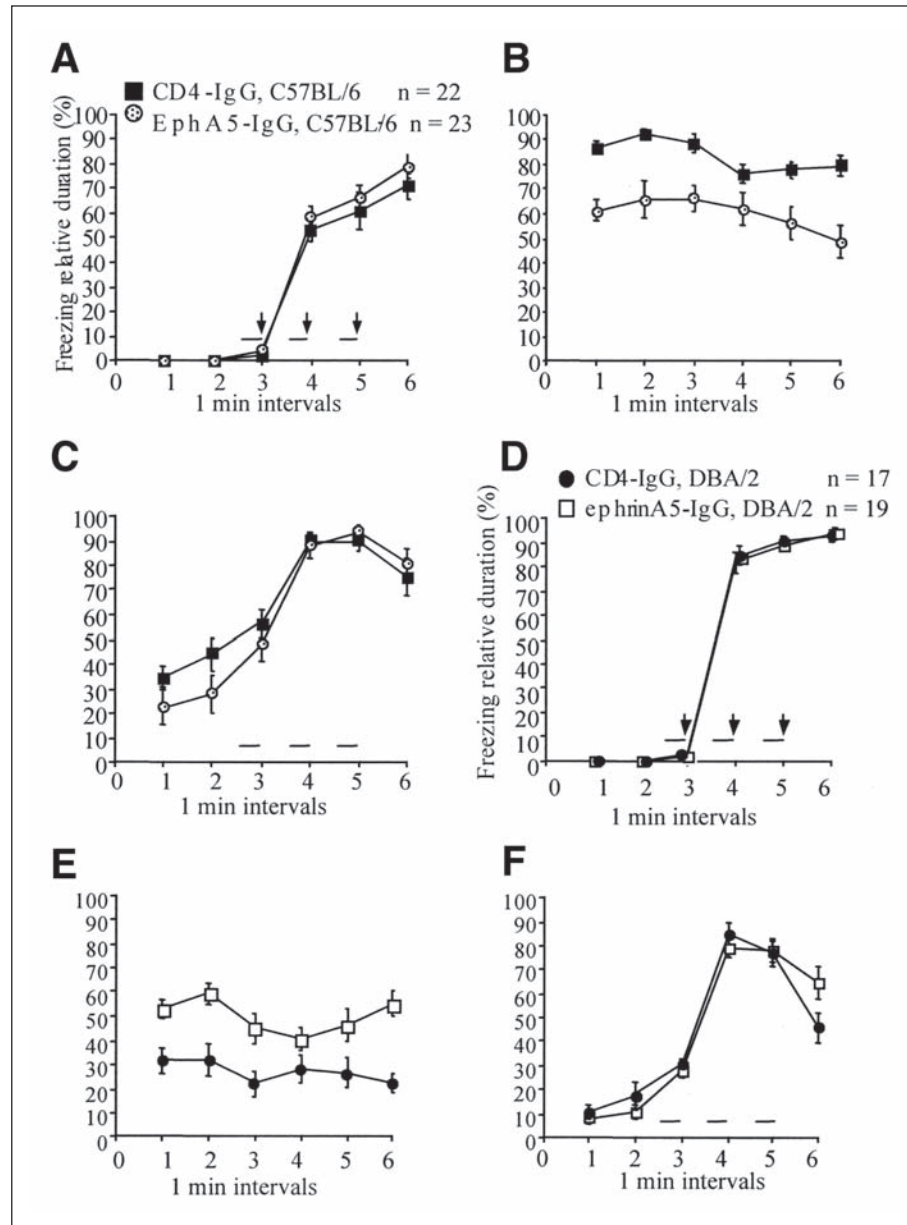 A
CD4-IgG, C57BL/6 n = 22
EphA5-IgG, C57BL/6 n = 23
Freezing relative duration (%)
100
90
80
70
60
50
40
30
20
10
0
0 1 2 3 4 5 6
1 min intervals
B
100
90
80
70
60
50
40
30
20
10
0
0 1 2 3 4 5 6
1 min intervals
C
100
90
80
70
60
50
40
30
20
10
0
0 1 2 3 4 5 6
1 min intervals
D
CD4-IgG, DBA/2 n = 17
ephrinA5-IgG, DBA/2 n = 19
Freezing relative duration (%)
100
90
80
70
60
50
40
30
20
10
0
0 1 2 3 4 5 6
1 min intervals
E
100
90
80
70
60
50
40
30
20
10
0 1 2 3 4 5 6
1 min intervals
F
100
90
80
70
60
50
40
30
20
10
0 1 2 3 4 5 6
1 min intervals